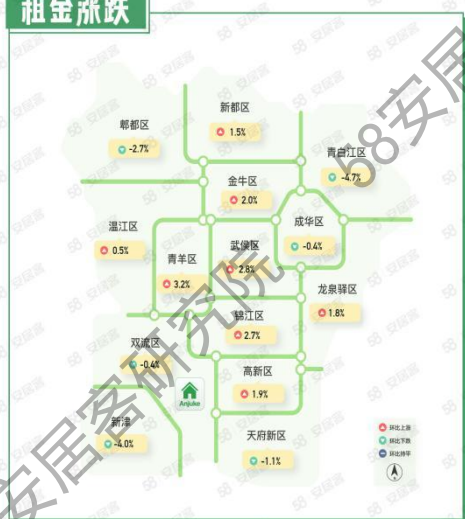 租金涨跌
新都区
1.5%
郫都区
-2.7%
青白江区
-4.7%
金牛区
2.0%
成华区
-0.4%
温江区
0.5%
武侯区
2.8%
青羊区
3.2%
龙泉驿区
1.8%
锦江区
2.7%
双流区
-0.4%
高新区
1.9%
Anjuke
新津
-4.0%
天府新区
-1.1%
环比上涨
环比下跌
环比持平
58安居客研究院
58 安居客